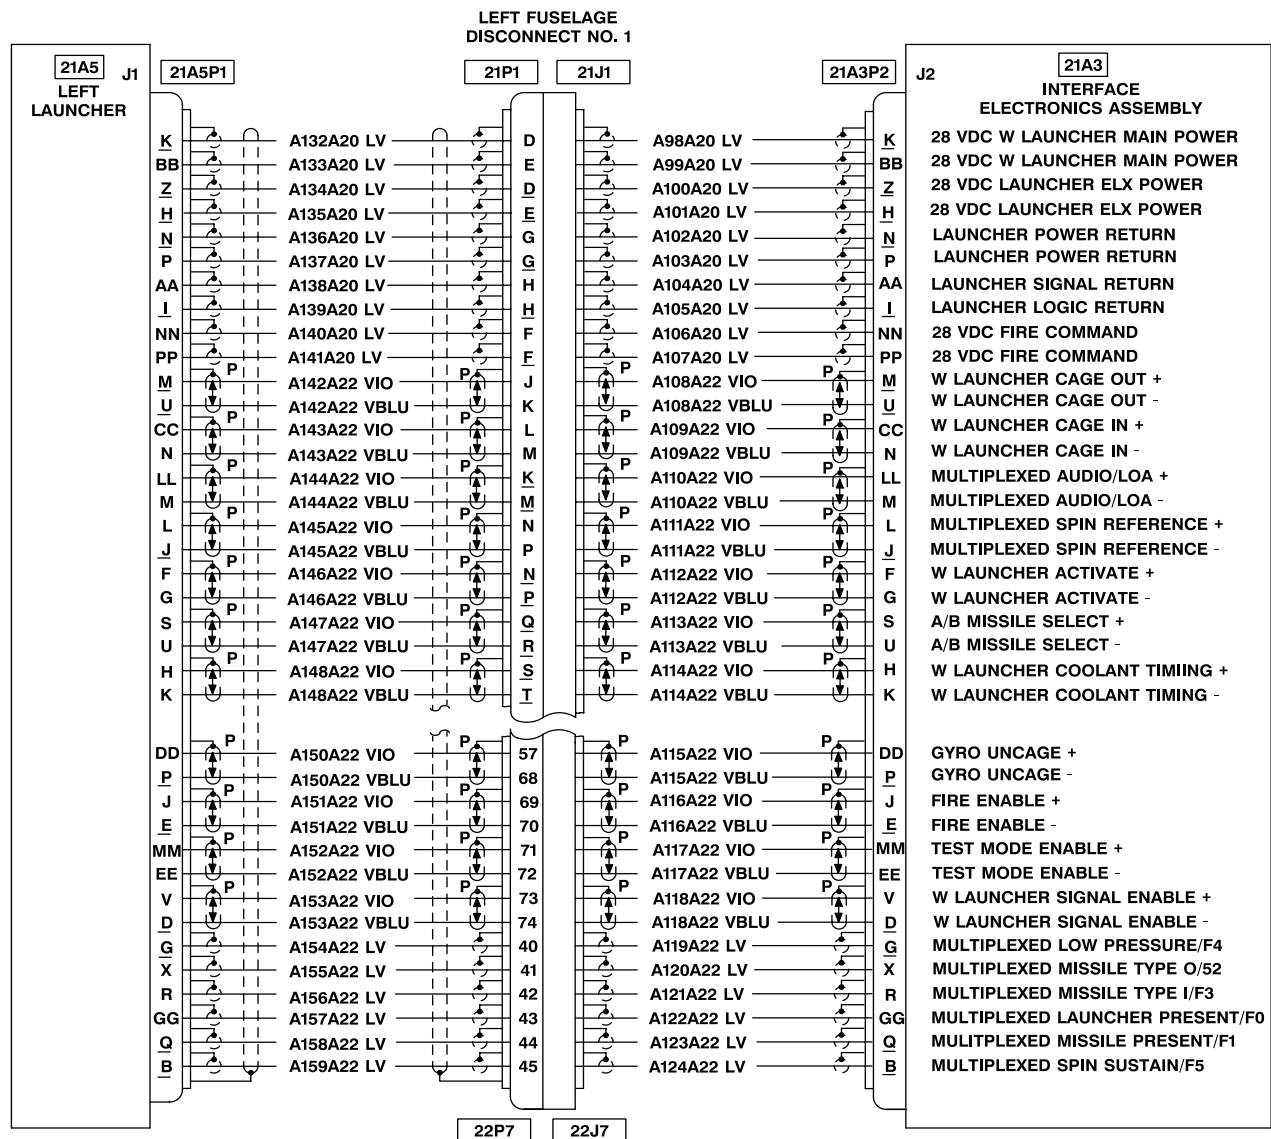 LEFT FUSELAGE
DISCONNECT NO. 1
21A5 J1 21A5P1 21P1 21J1 21A3P2 J2 21A3
LEFT
LAUNCHER
INTERFACE
ELECTRONICS ASSEMBLY
K A132A20 LV D A98A20 LV K 28 VDC W LAUNCHER MAIN POWER
BB A133A20 LV E A99A20 LV BB 28 VDC W LAUNCHER MAIN POWER
Z A134A20 LV D A100A20 LV Z 28 VDC LAUNCHER ELX POWER
H A135A20 LV E A101A20 LV H 28 VDC LAUNCHER ELX POWER
N A136A20 LV G A102A20 LV N LAUNCHER POWER RETURN
P A137A20 LV G A103A20 LV P LAUNCHER POWER RETURN
AA A138A20 LV H A104A20 LV AA LAUNCHER SIGNAL RETURN
I A139A20 LV H A105A20 LV I LAUNCHER LOGIC RETURN
NN A140A20 LV F A106A20 LV NN 28 VDC FIRE COMMAND
PP A141A20 LV F A107A20 LV PP 28 VDC FIRE COMMAND
M P A142A22 VIO P J P A108A22 VIO P M W LAUNCHER CAGE OUT +
U A142A22 VBLU K A108A22 VBLU U W LAUNCHER CAGE OUT -
CC P A143A22 VIO P L P A109A22 VIO P CC W LAUNCHER CAGE IN +
N A143A22 VBLU M A109A22 VBLU N W LAUNCHER CAGE IN -
LL P A144A22 VIO P K P A110A22 VIO P LL MULTIPLEXED AUDIO/LOA +
M A144A22 VBLU M A110A22 VBLU M MULTIPLEXED AUDIO/LOA -
L P A145A22 VIO P N P A111A22 VIO P L MULTIPLEXED SPIN REFERENCE +
J A145A22 VBLU P A111A22 VBLU J MULTIPLEXED SPIN REFERENCE -
F P A146A22 VIO P N P A112A22 VIO P F W LAUNCHER ACTIVATE +
G A146A22 VBLU P A112A22 VBLU G W LAUNCHER ACTIVATE -
S P A147A22 VIO P Q P A113A22 VIO P S A/B MISSILE SELECT +
U A147A22 VBLU R A113A22 VBLU U A/B MISSILE SELECT -
H P A148A22 VIO P S P A114A22 VIO P H W LAUNCHER COOLANT TIMING +
K A148A22 VBLU T A114A22 VBLU K W LAUNCHER COOLANT TIMING -
DD P A150A22 VIO P 57 P A115A22 VIO P DD GYRO UNCAGE +
P A150A22 VBLU 68 A115A22 VBLU P GYRO UNCAGE -
J P A151A22 VIO P 69 P A116A22 VIO P J FIRE ENABLE +
E A151A22 VBLU 70 A116A22 VBLU E FIRE ENABLE -
MM P A152A22 VIO P 71 P A117A22 VIO P MM TEST MODE ENABLE +
EE A152A22 VBLU 72 A117A22 VBLU EE TEST MODE ENABLE -
V P A153A22 VIO P 73 P A118A22 VIO P V W LAUNCHER SIGNAL ENABLE +
D A153A22 VBLU 74 A118A22 VBLU D W LAUNCHER SIGNAL ENABLE -
G A154A22 LV 40 A119A22 LV G MULTIPLEXED LOW PRESSURE/F4
X A155A22 LV 41 A120A22 LV X MULTIPLEXED MISSILE TYPE O/52
R A156A22 LV 42 A121A22 LV R MULTIPLEXED MISSILE TYPE I/F3
GG A157A22 LV 43 A122A22 LV GG MULTIPLEXED LAUNCHER PRESENT/F0
Q A158A22 LV 44 A123A22 LV Q MULITPLEXED MISSILE PRESENT/F1
B A159A22 LV 45 A124A22 LV B MULTIPLEXED SPIN SUSTAIN/F5
22P7 22J7